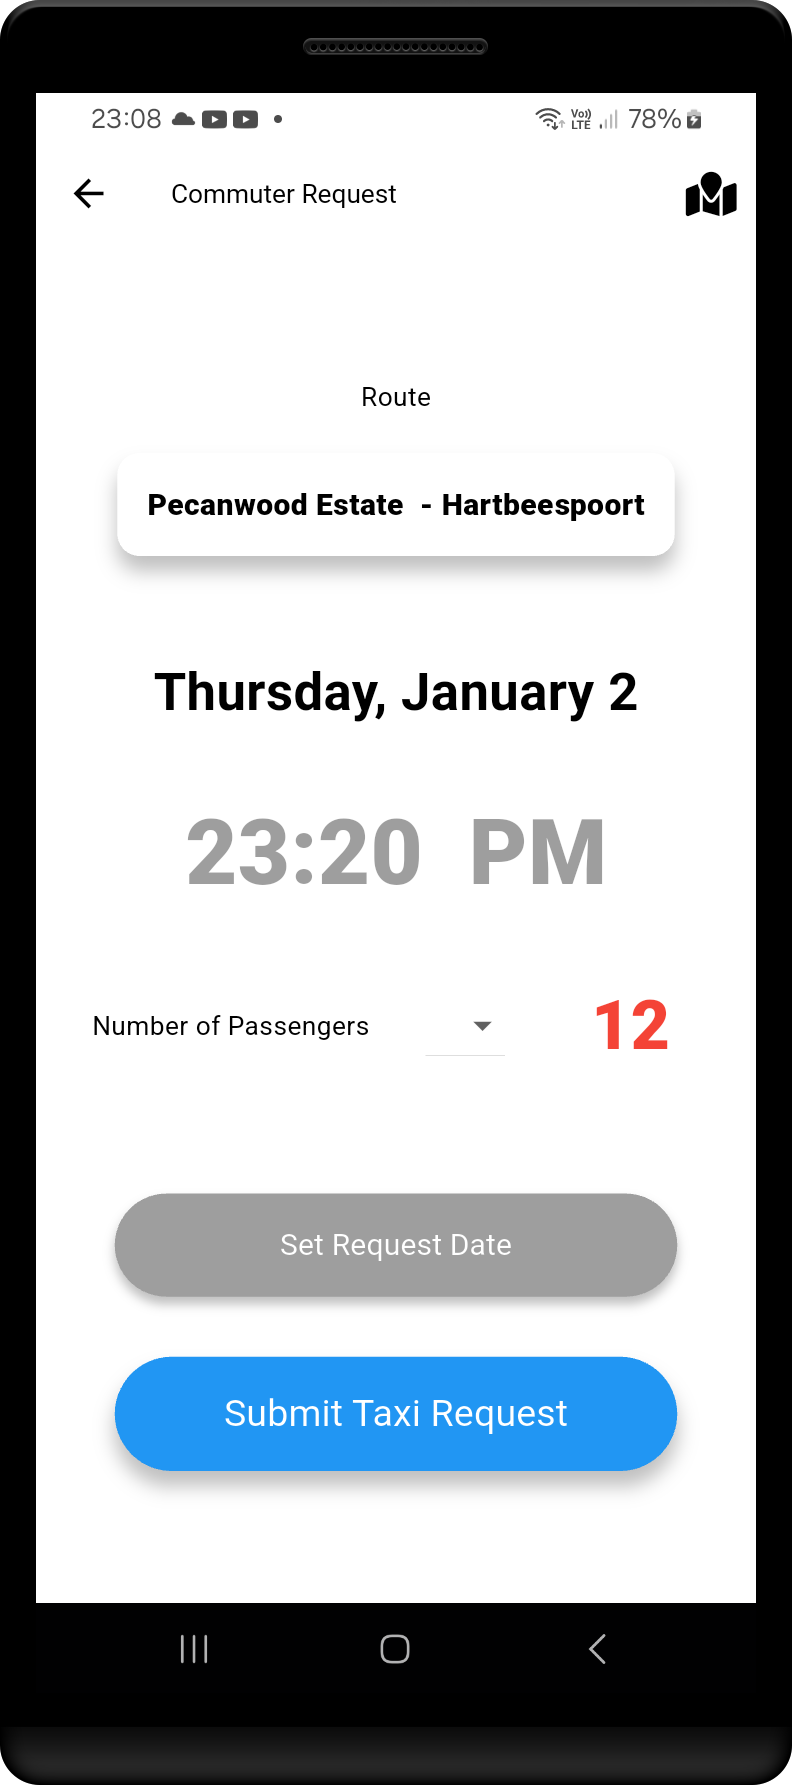 23:08 Vo)) LTE 78%
Commuter Request
Route
Pecanwood Estate  - Hartbeespoort
Thursday, January 2
23:20  PM
Number of Passengers 12
Set Request Date
Submit Taxi Request